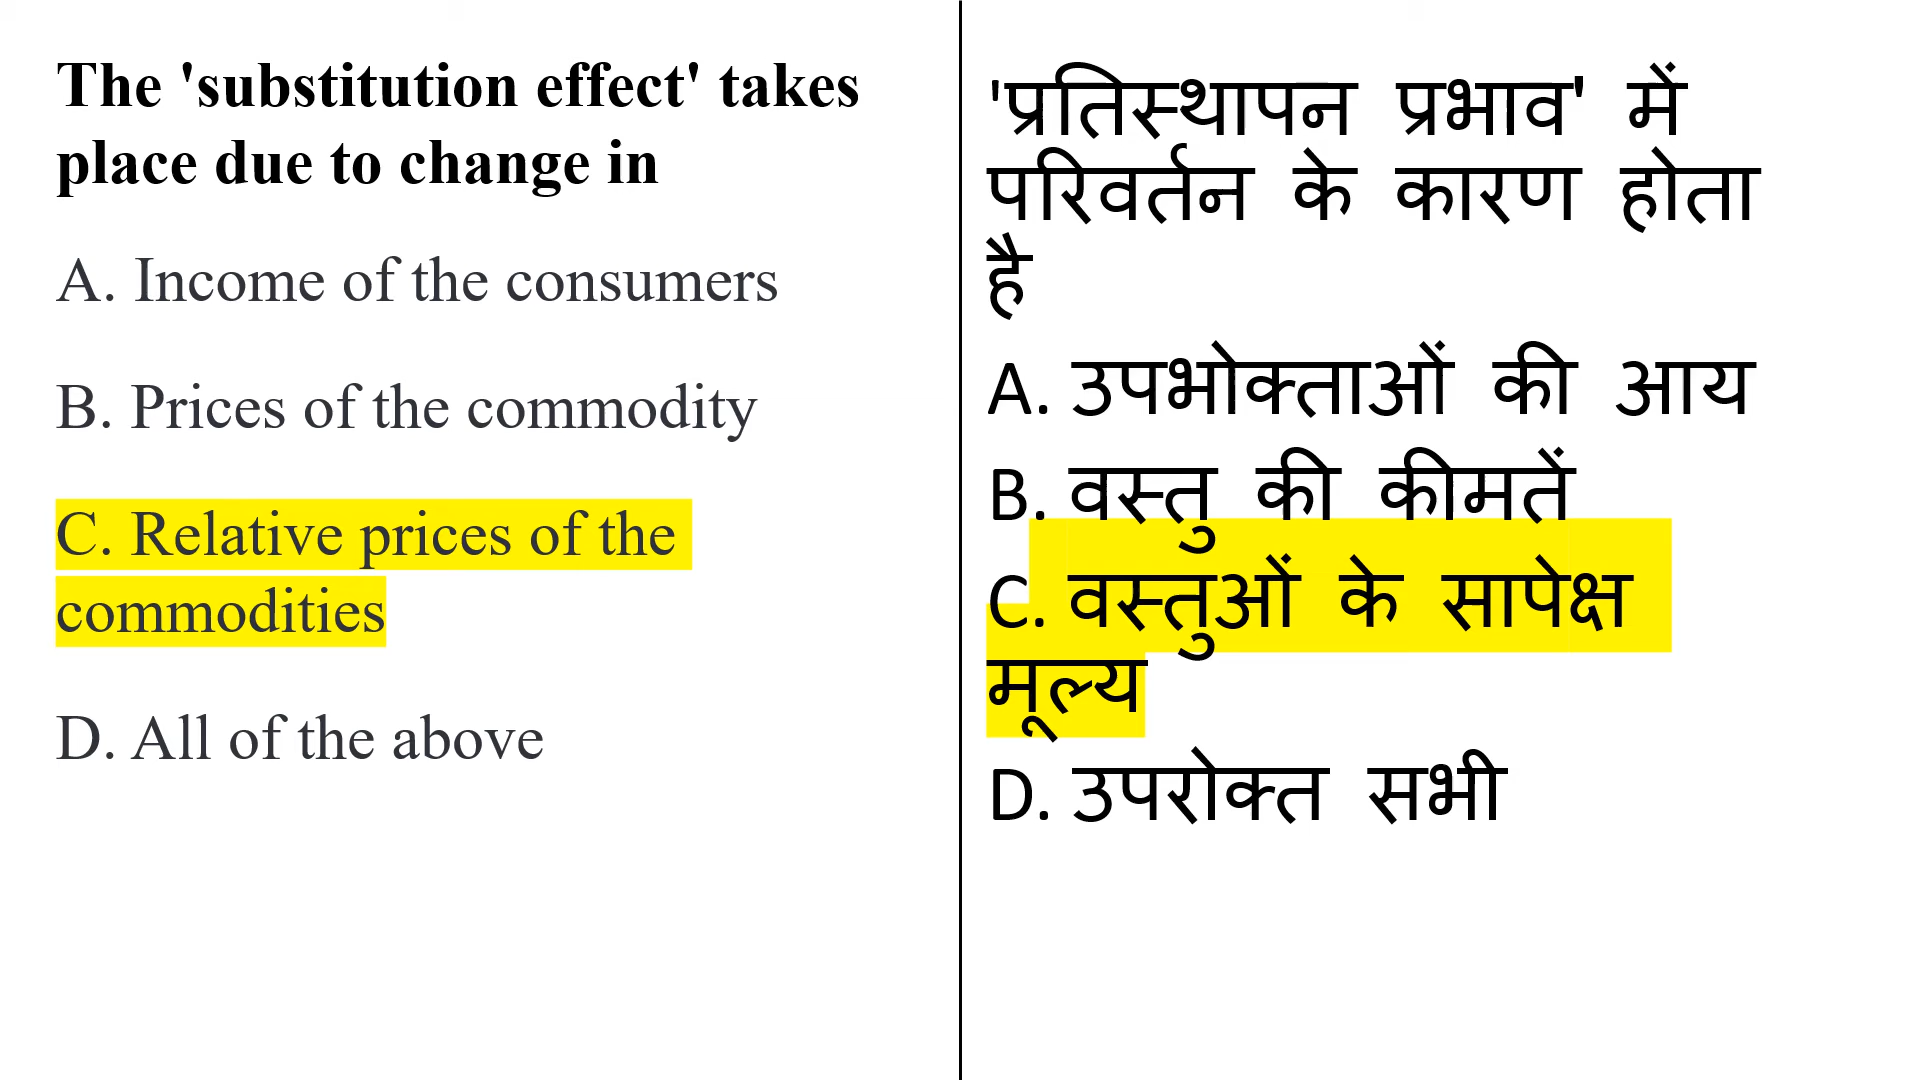 The 'substitution effect' takes
place due to change in
A. Income of the consumers
B. Prices of the commodity
C. Relative prices of the
commodities
D. All of the above
'प्रतिस्थापन प्रभाव' में
परिवर्तन के कारण होता
है
A. उपभोक्ताओं की आय
B. वस्तु की कीमतें
C. वस्तुओं के सापेक्ष
मूल्य
D. उपरोक्त सभी